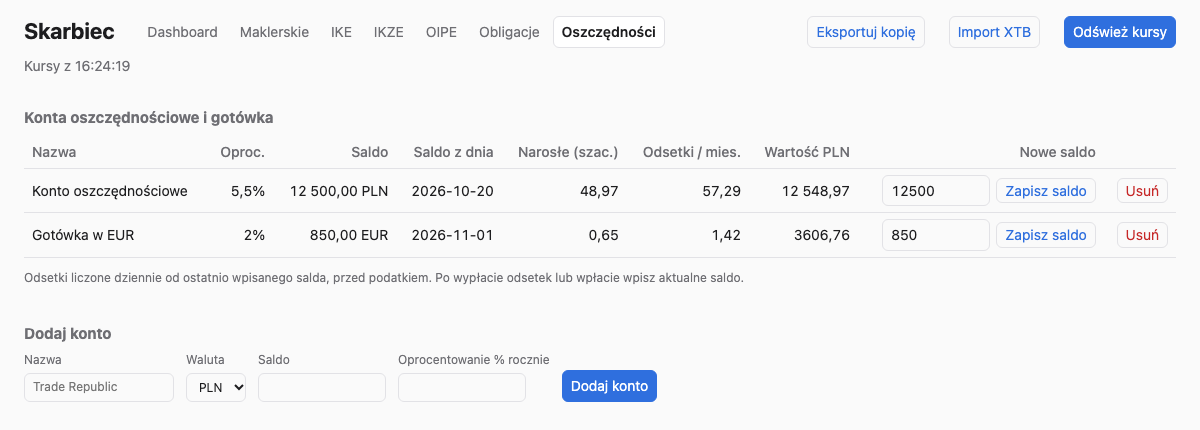 Skarbiec Dashboard Maklerskie IKE IKZE OIPE Obligacje Oszczędności Eksportuj kopię Import XTB Odśwież kursy
Kursy z 16:24:19
Konta oszczędnościowe i gotówka
Nazwa Oproc. Saldo Saldo z dnia Narosłe (szac.) Odsetki / mies. Wartość PLN Nowe saldo
Konto oszczędnościowe 5,5% 12 500,00 PLN 2026-10-20 48,97 57,29 12 548,97 12500 Zapisz saldo Usuń
Gotówka w EUR 2% 850,00 EUR 2026-11-01 0,65 1,42 3606,76 850 Zapisz saldo Usuń
Odsetki liczone dziennie od ostatnio wpisanego salda, przed podatkiem. Po wypłacie odsetek lub wpłacie wpisz aktualne saldo.
Dodaj konto
Nazwa Waluta Saldo Oprocentowanie % rocznie
Trade Republic PLN Dodaj konto